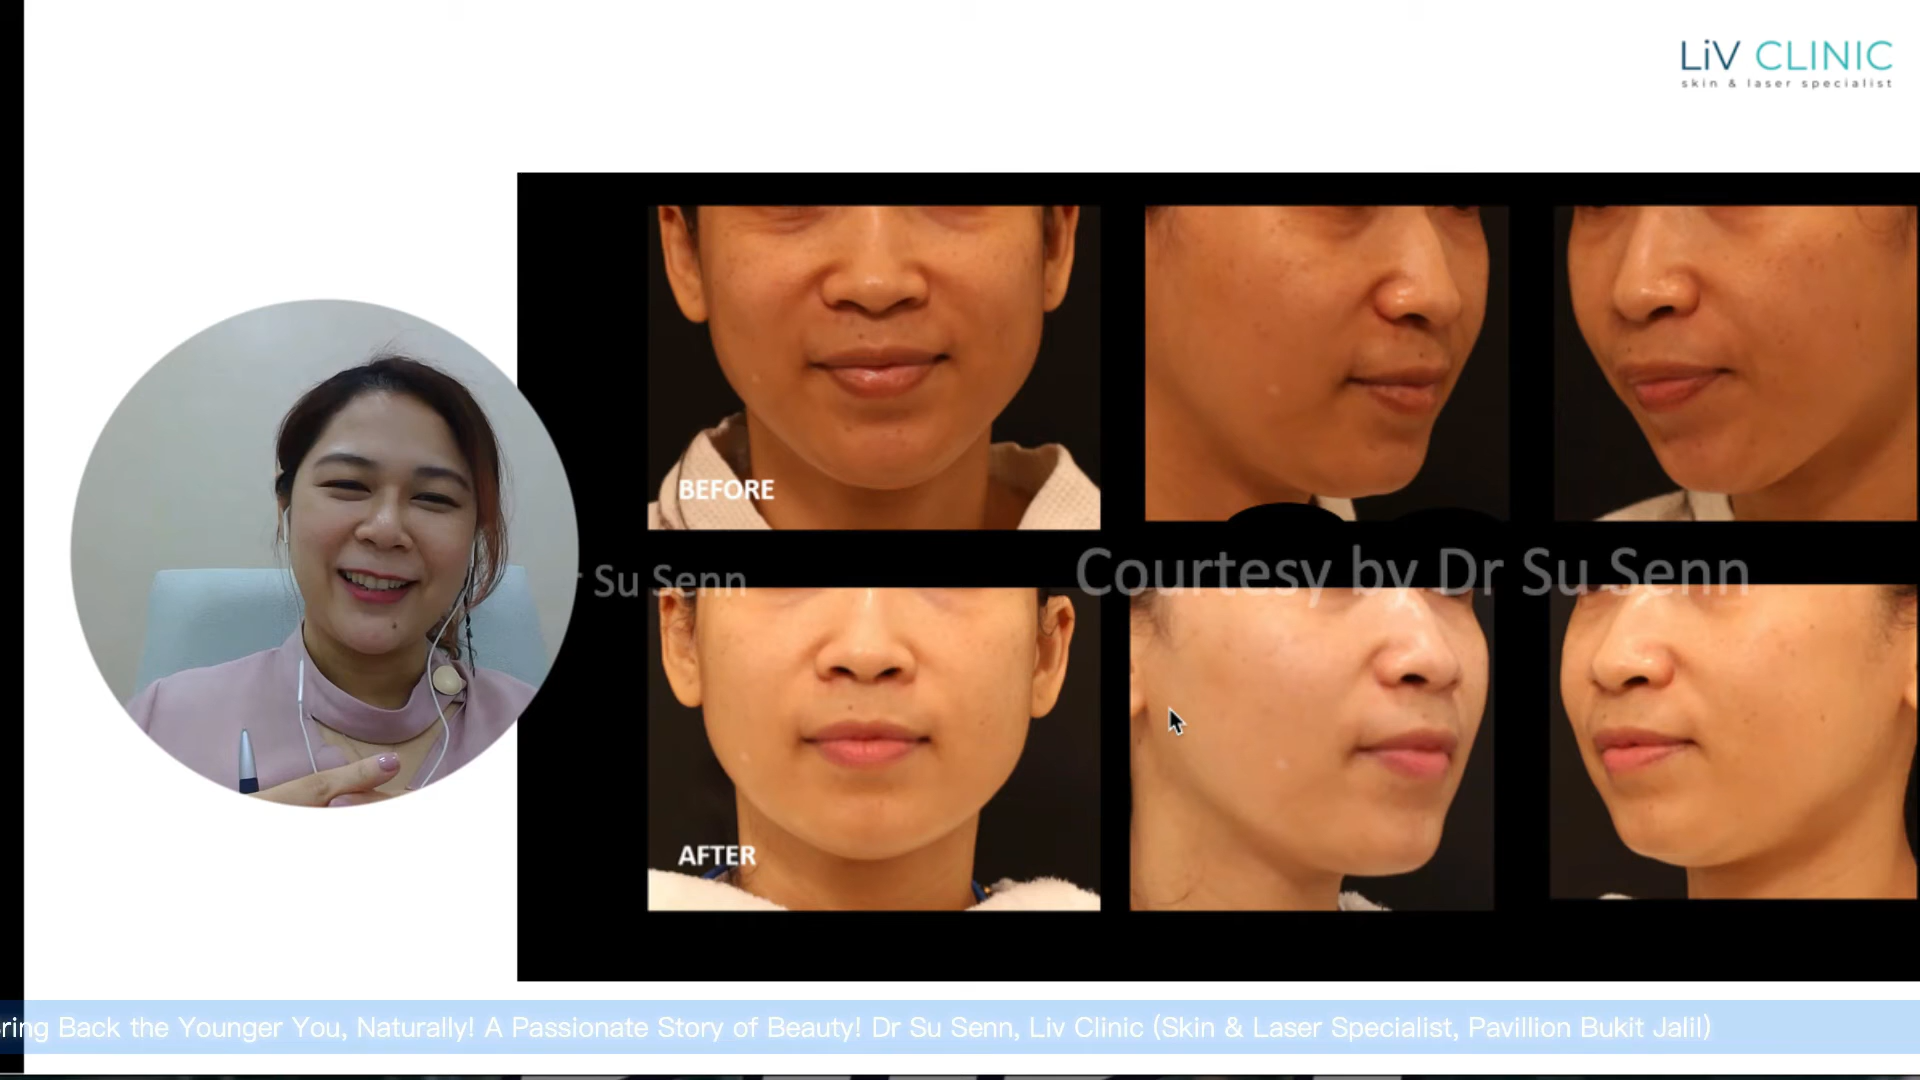 LiV CLINIC
skin & laser specialist
BEFORE
Su Senn
Courtesy by Dr Su Senn
AFTER
Back the Younger You, Naturally! A Passionate Story of Beauty! Dr Su Senn, Liv Clinic (Skin & Laser Specialist, Pavillion Bukit Jalil)